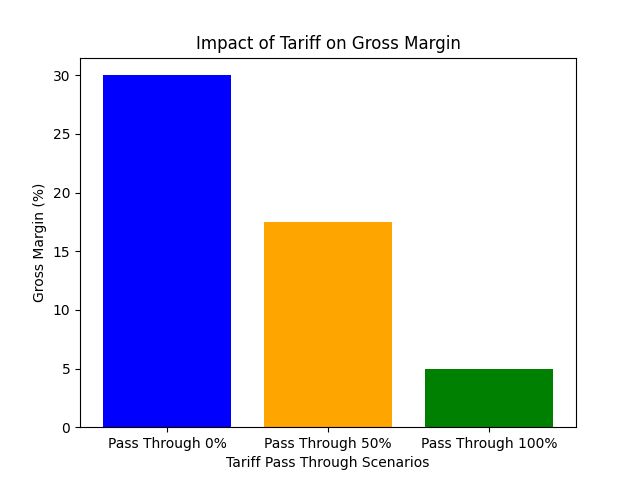 Impact of Tariff on Gross Margin
30
25
20
15
10
5
0
Gross Margin (%)
Pass Through 0% Pass Through 50% Pass Through 100%
Tariff Pass Through Scenarios